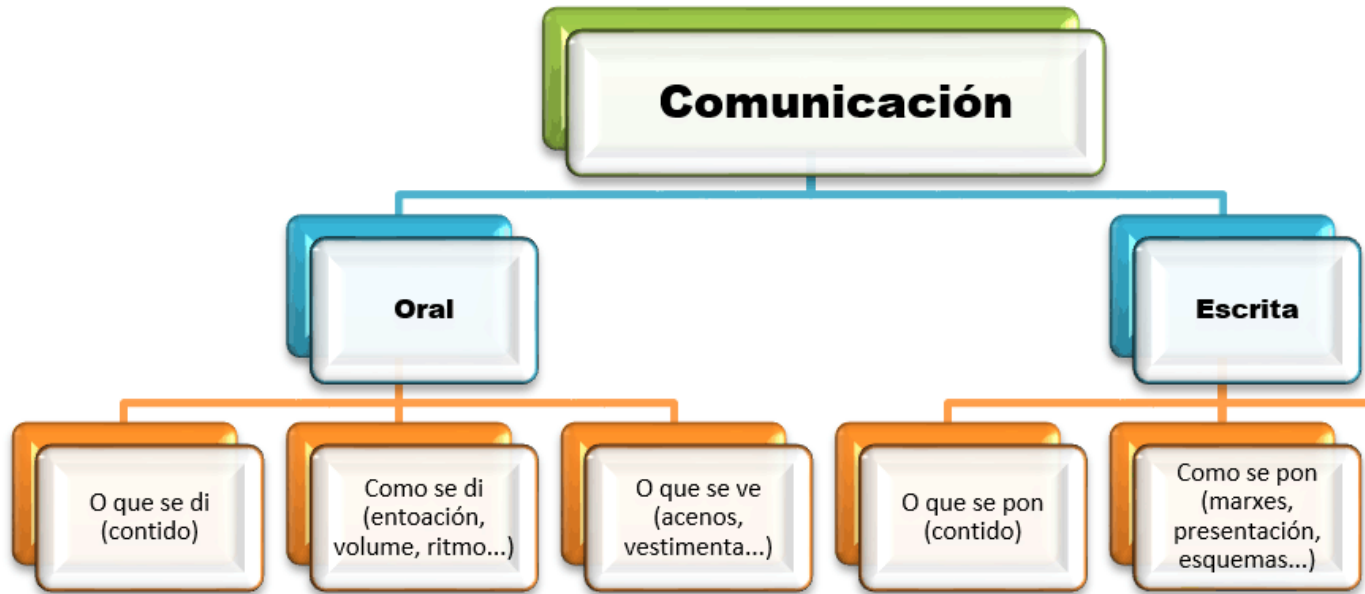 Comunicación
Oral
Escrita
O que se di
(contido)
Como se di
(entoación,
volume, ritmo...)
O que se ve
(acenos,
vestimenta...)
O que se pon
(contido)
Como se pon
(marxes,
presentación,
esquemas...)